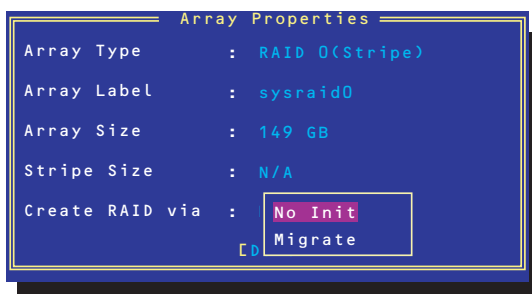 Array Properties
Array Type : RAID 0(Stripe)
Array Label : sysraid0
Array Size : 149 GB
Stripe Size : N/A
Create RAID via : No Init
Migrate
[D